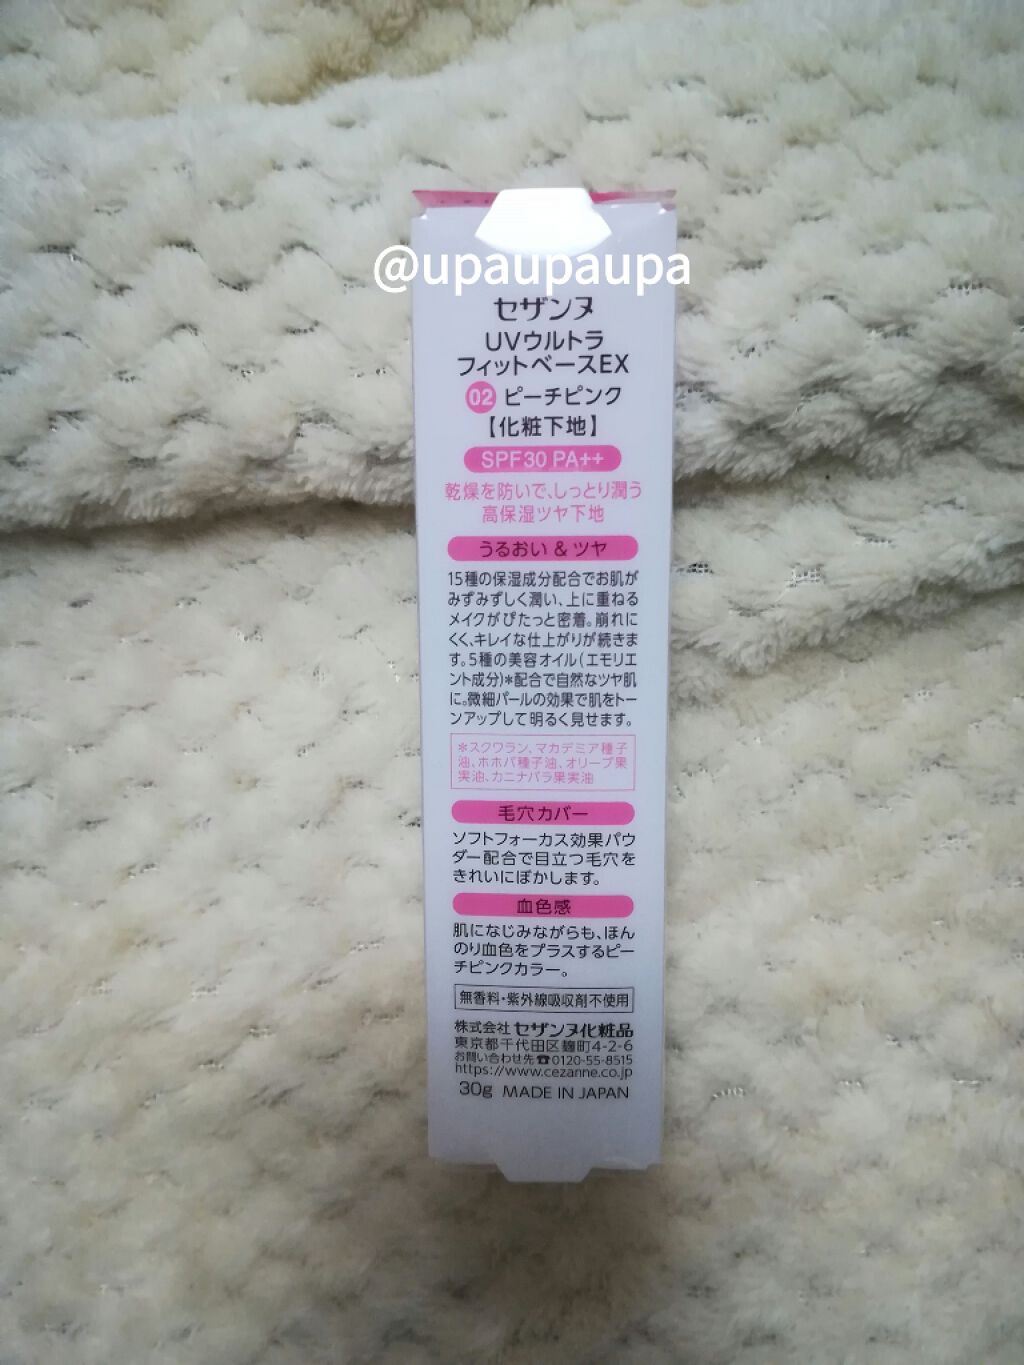 @upaupaupa
セザンヌ
UVウルトラ
フィットベースEX
02 ピーチピンク
【化粧下地】
SPF30 PA++
乾燥を防いで、しっとり潤う
高保湿ツヤ下地
うるおい & ツヤ
15種の保湿成分配合でお肌が
みずみずしく潤い、上に重ねる
メイクがぴたっと密着。崩れに
くく、キレイな仕上がりが続きま
す。5種の美容オイル(エモリエ
ント成分)*配合で自然なツヤ肌
に。微細パールの効果で肌をトー
ンアップして明るく見せます。
*スクワラン、マカデミア種子
油、ホホバ種子油、オリーブ果
実油、カニナバラ果実油
毛穴カバー
ソフトフォーカス効果パウ
ダー配合で目立つ毛穴を
きれいにぼかします。
血色感
肌になじみながらも、ほん
のり血色をプラスするピー
チピンクカラー。
無香料・紫外線吸収剤不使用
株式会社 セザンヌ化粧品
東京都千代田区麹町4-2-6
お問い合わせ先☎0120-55-8515
https://www.cezanne.co.jp
30g MADE IN JAPAN